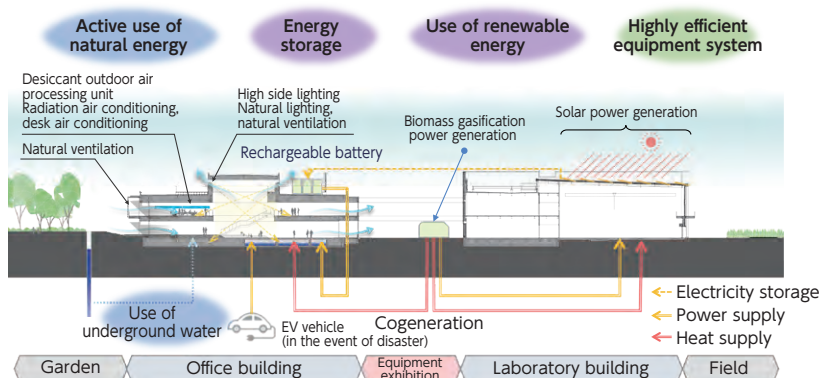 Active use of
natural energy
Energy
storage
Use of renewable
energy
Highly efficient
equipment system
Desiccant outdoor air
processing unit
Radiation air conditioning,
desk air conditioning
Natural ventilation
High side lighting
Natural lighting,
natural ventilation
Rechargeable battery
Biomass gasification
power generation
Solar power generation
Use of
underground water
EV vehicle
(in the event of disaster)
Cogeneration
Electricity storage
Power supply
Heat supply
Garden
Office building
Equipment
exhibition
Laboratory building
Field